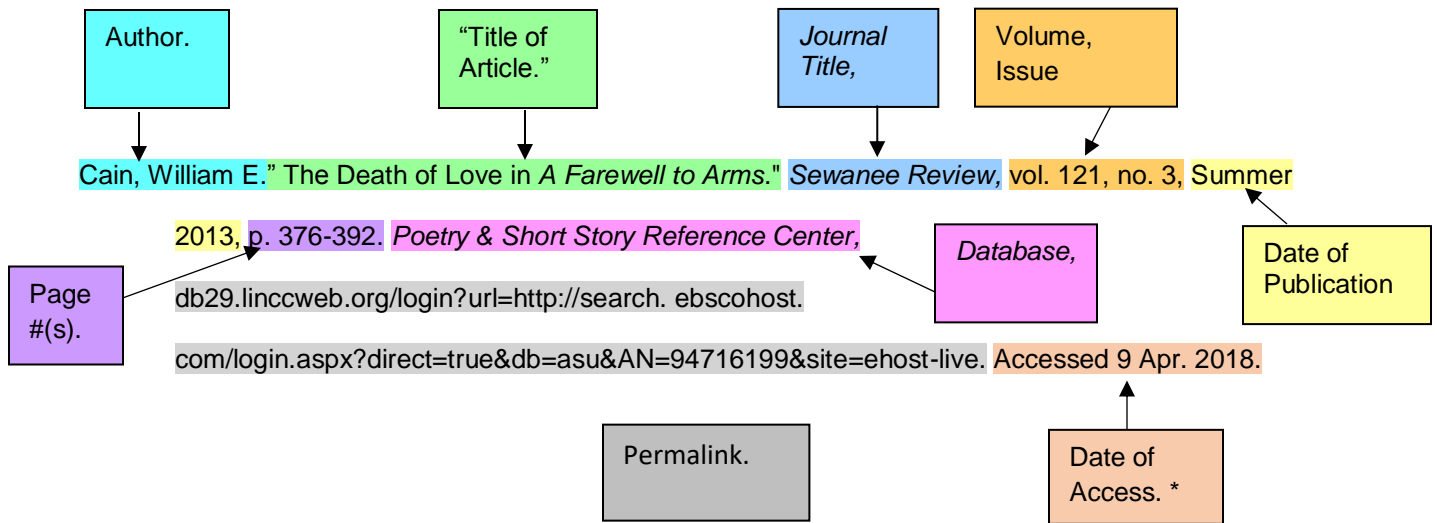 Author.
“Title of
Article.”
Journal
Title,
Volume,
Issue
Cain, William E.” The Death of Love in A Farewell to Arms." Sewanee Review, vol. 121, no. 3, Summer
2013, p. 376-392. Poetry & Short Story Reference Center,
db29.linccweb.org/login?url=http://search. ebscohost.
com/login.aspx?direct=true&db=asu&AN=94716199&site=ehost-live. Accessed 9 Apr. 2018.
Page
#(s).
Database,
Date of
Publication
Permalink.
Date of
Access. *